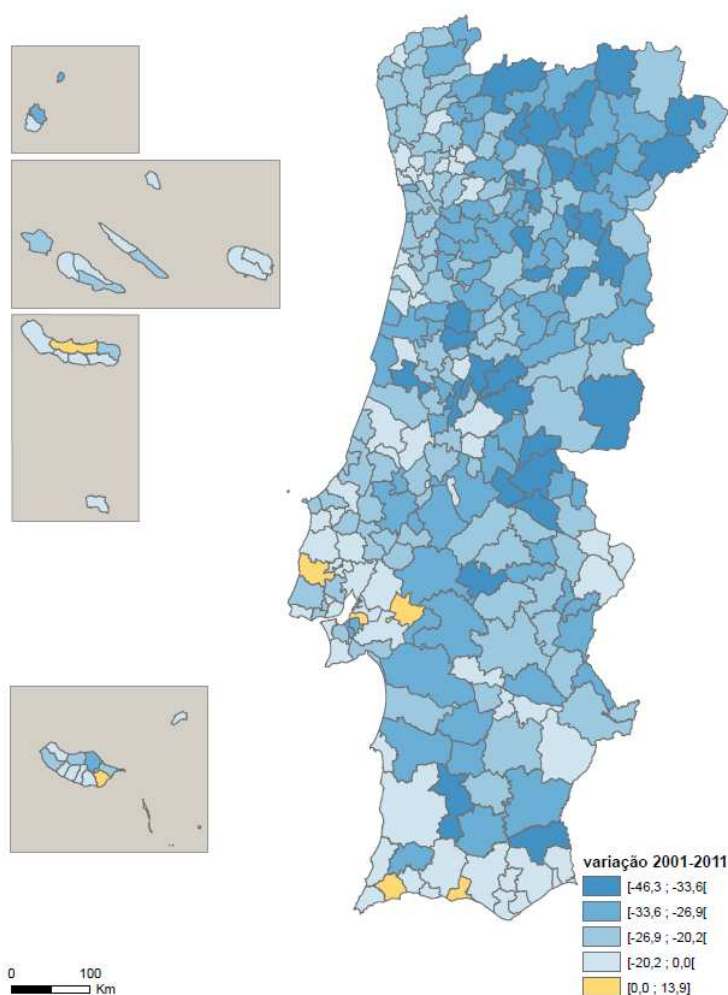 variação 2001-2011
[-46,3 ; -33,6[
[-33,6 ; -26,9[
[-26,9 ; -20,2[
[-20,2 ; 0,0[
[0,0 ; 13,9]
0 100
Km